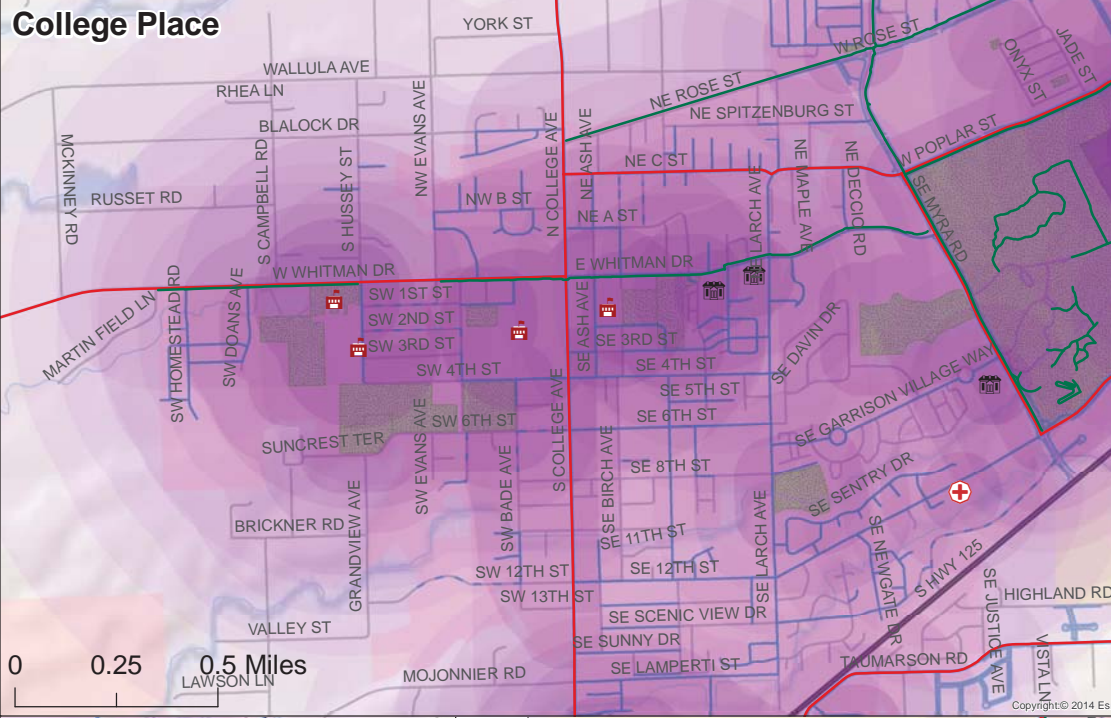 College Place
YORK ST
W ROSE ST
JADE ST
ONYX ST
WALLULA AVE
RHEA LN
NE ROSE ST
NE SPITZENBURG ST
NW EVANS AVE
BLALOCK DR
N COLLEGE AVE
NE ASH AVE
W POPLAR ST
MCKINNEY RD
S CAMPBELL RD
S HUSSEY ST
NE C ST
NE MAPLE AVE
NE DECCIO RD
RUSSET RD
NW B ST
NE A ST
E LARCH AVE
SE MYRA RD
W WHITMAN DR
E WHITMAN DR
MARTIN FIELD LN
SW HOMESTEAD RD
SW DOANS AVE
SW 1ST ST
SW 2ND ST
SW 3RD ST
SE ASH AVE
SE 3RD ST
SE DAVIN DR
SW 4TH ST
SE 4TH ST
SE 5TH ST
SE GARRISON VILLAGE WAY
SW EVANS AVE
SW 6TH ST
S COLLEGE AVE
SE 6TH ST
SUNCREST TER
SE BIRCH AVE
SE 8TH ST
SE SENTRY DR
GRANDVIEW AVE
SW BADE AVE
BRICKNER RD
SE 11TH ST
SE LARCH AVE
SE NEWGATE DR
S HWY 125
SW 12TH ST
SE 12TH ST
SW 13TH ST
SE JUSTICE AVE
HIGHLAND RD
SE SCENIC VIEW DR
VALLEY ST
SE SUNNY DR
VISTA LN
0 0.25 0.5 Miles
LAWSON LN
MOJONNIER RD
SE LAMPERTI ST
TAUMARSON RD
Copyright:© 2014 Es